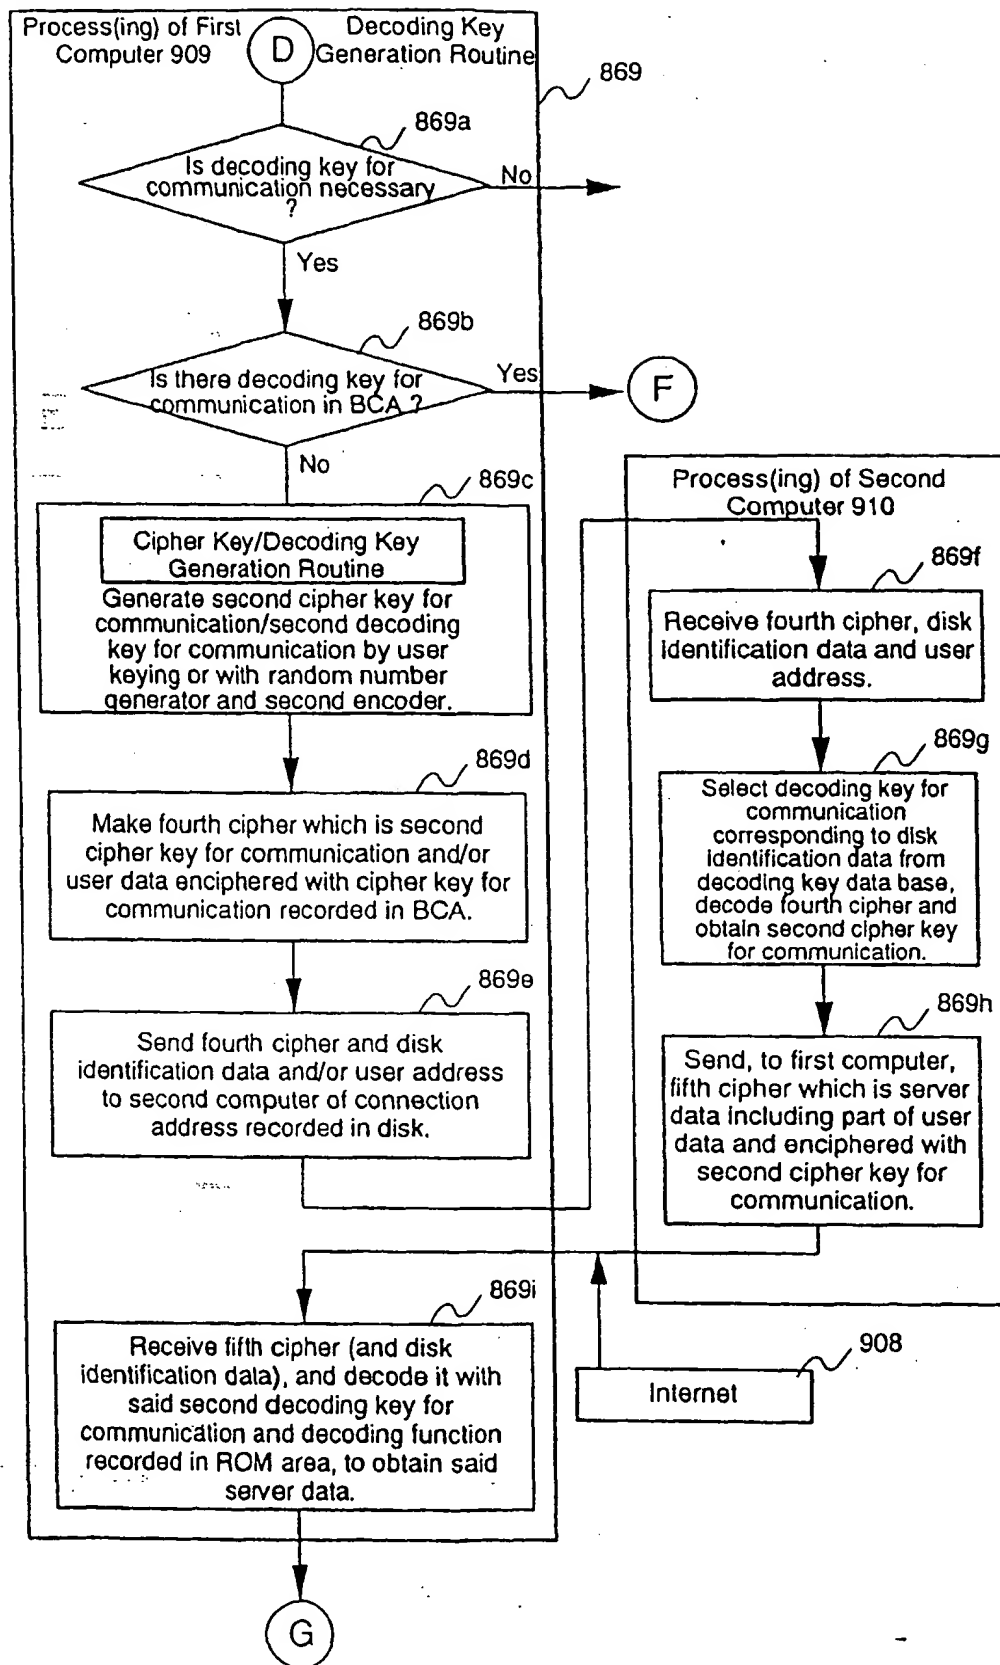 Process(ing) of First
Computer 909
D
Decoding Key
Generation Routine
869
869a
Is decoding key for
communication necessary
?
No
Yes
869b
Is there decoding key for
communication in BCA ?
Yes
F
No
869c
Cipher Key/Decoding Key
Generation Routine
Generate second cipher key for
communication/second decoding
key for communication by user
keying or with random number
generator and second encoder.
869d
Make fourth cipher which is second
cipher key for communication and/or
user data enciphered with cipher key for
communication recorded in BCA.
869e
Send fourth cipher and disk
identification data and/or user address
to second computer of connection
address recorded in disk.
Process(ing) of Second
Computer 910
869f
Receive fourth cipher, disk
identification data and user
address.
869g
Select decoding key for
communication
corresponding to disk
identification data from
decoding key data base,
decode fourth cipher and
obtain second cipher key
for communication.
869h
Send, to first computer,
fifth cipher which is server
data including part of user
data and enciphered with
second cipher key for
communication.
869i
Receive fifth cipher (and disk
identification data), and decode it with
said second decoding key for
communication and decoding function
recorded in ROM area, to obtain said
server data.
908
Internet
G